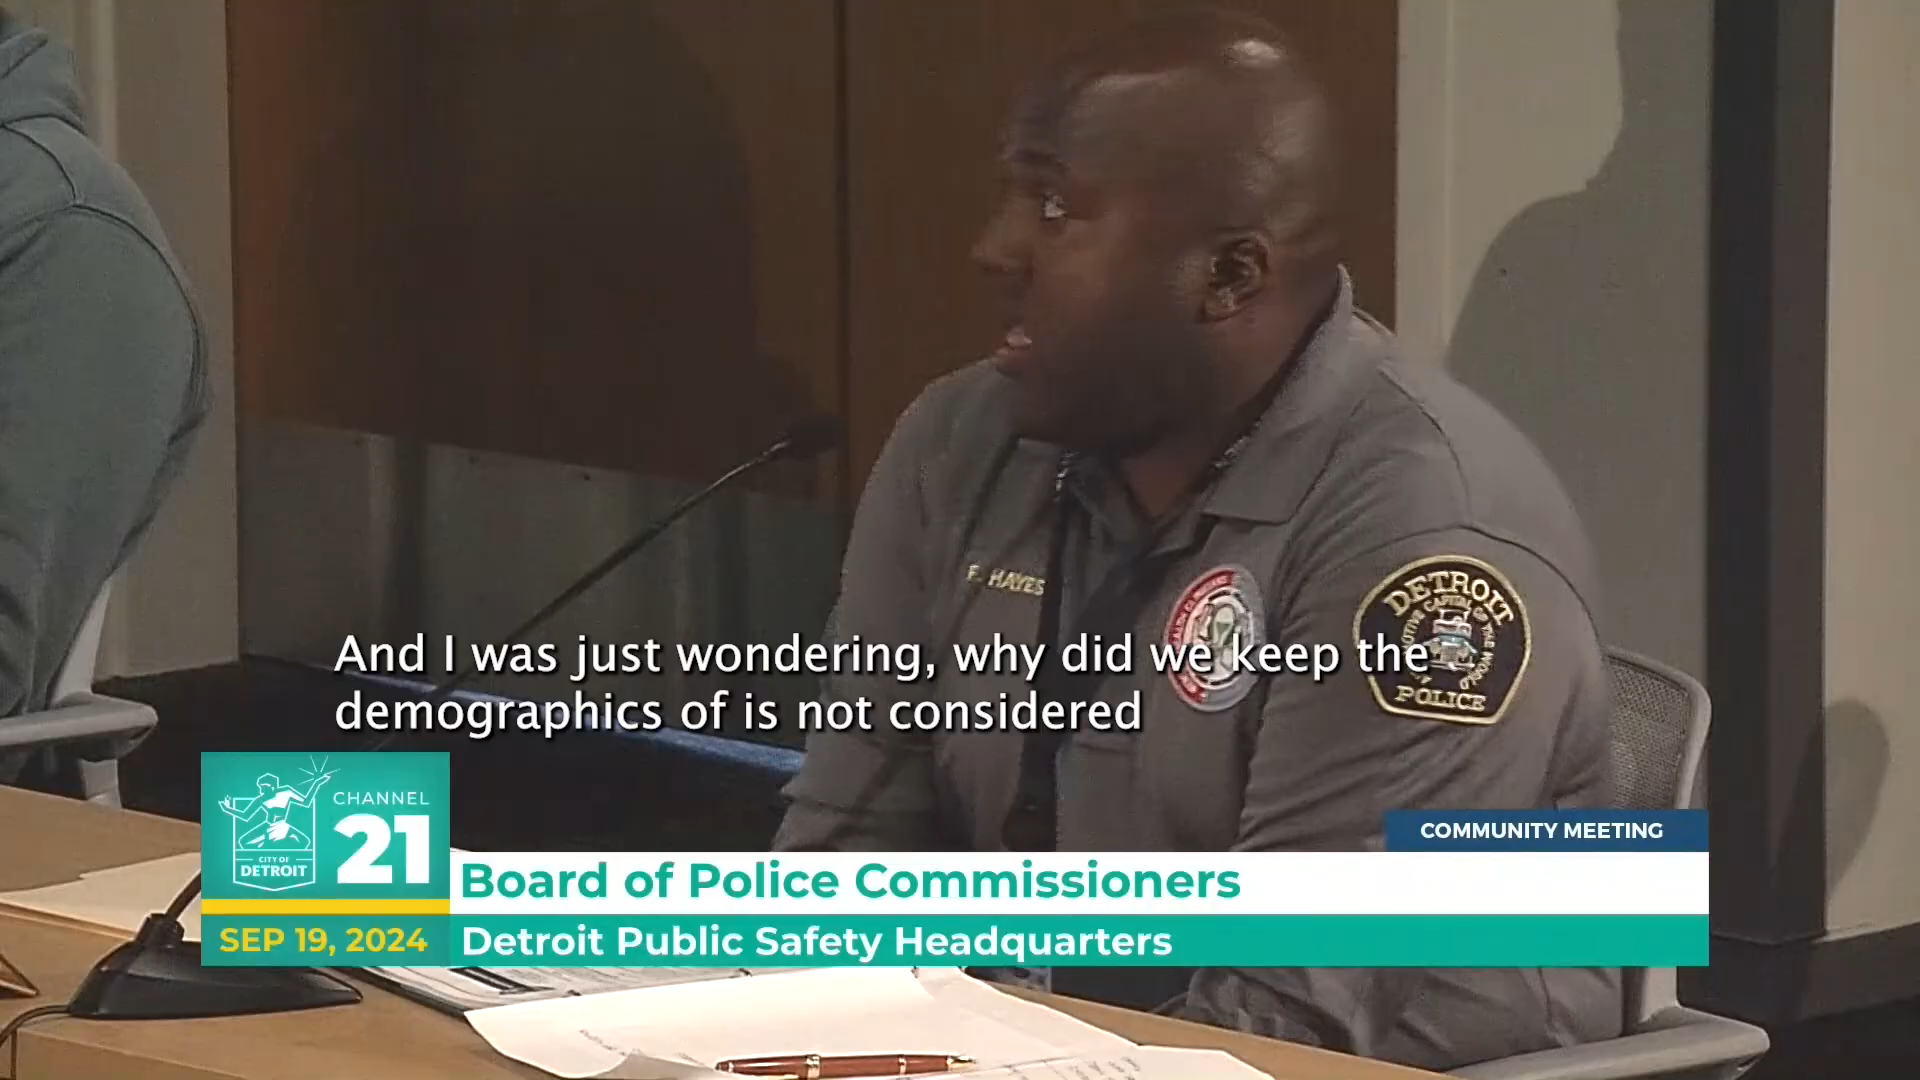 F. HAYES
DETROIT
POLICE
And I was just wondering, why did we keep the
demographics of is not considered
CHANNEL
21
CITY OF
DETROIT
COMMUNITY MEETING
Board of Police Commissioners
SEP 19, 2024
Detroit Public Safety Headquarters